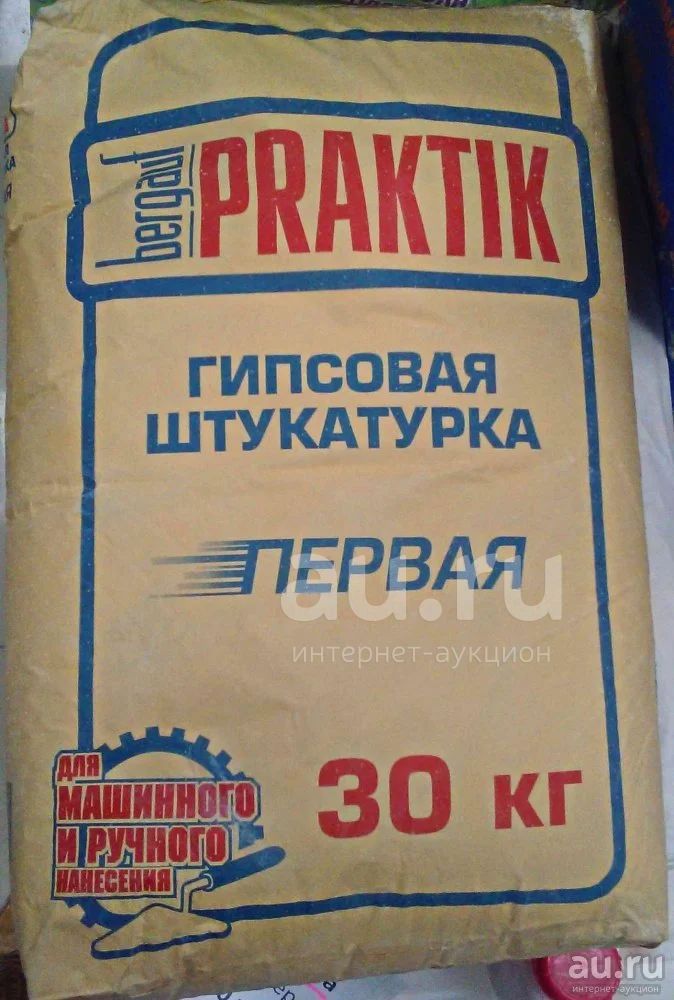 bergauf PRAKTIK
ГИПСОВАЯ
ШТУКАТУРКА
ПЕРВАЯ
au.ru
интернет-аукцион
ДЛЯ
МАШИННОГО
И РУЧНОГО
НАНЕСЕНИЯ
30 кг
au.ru
интернет-аукцион